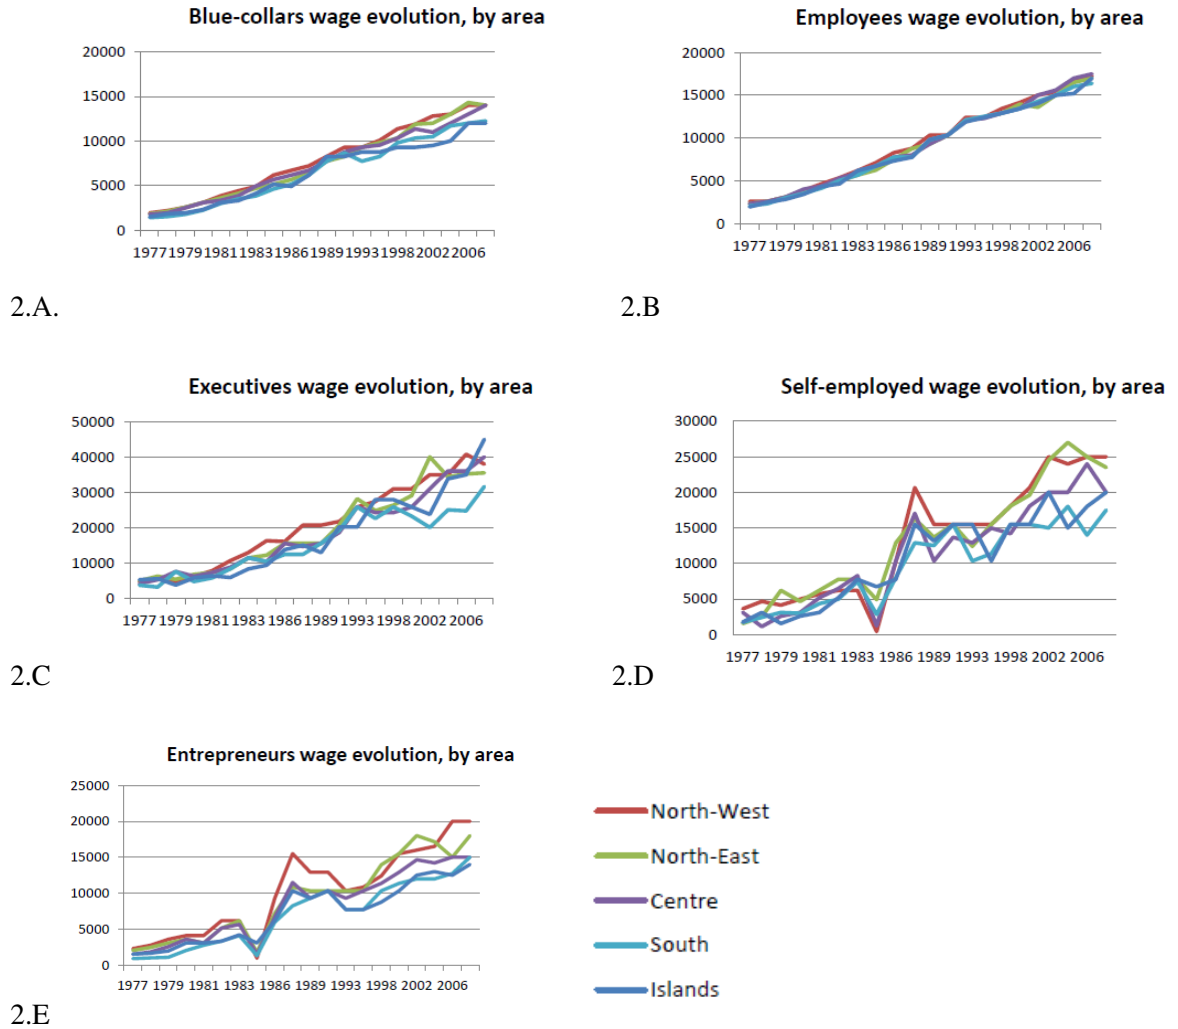 Blue-collars wage evolution, by area
20000
15000
10000
5000
0
1977 1979 1981 1983 1986 1989 1993 1998 2002 2006
2.A.
Employees wage evolution, by area
20000
15000
10000
5000
0
1977 1979 1981 1983 1986 1989 1993 1998 2002 2006
2.B
Executives wage evolution, by area
50000
40000
30000
20000
10000
0
1977 1979 1981 1983 1986 1989 1993 1998 2002 2006
2.C
Self-employed wage evolution, by area
30000
25000
20000
15000
10000
5000
0
1977 1979 1981 1983 1986 1989 1993 1998 2002 2006
2.D
Entrepreneurs wage evolution, by area
25000
20000
15000
10000
5000
0
1977 1979 1981 1983 1986 1989 1993 1998 2002 2006
2.E
North-West
North-East
Centre
South
Islands